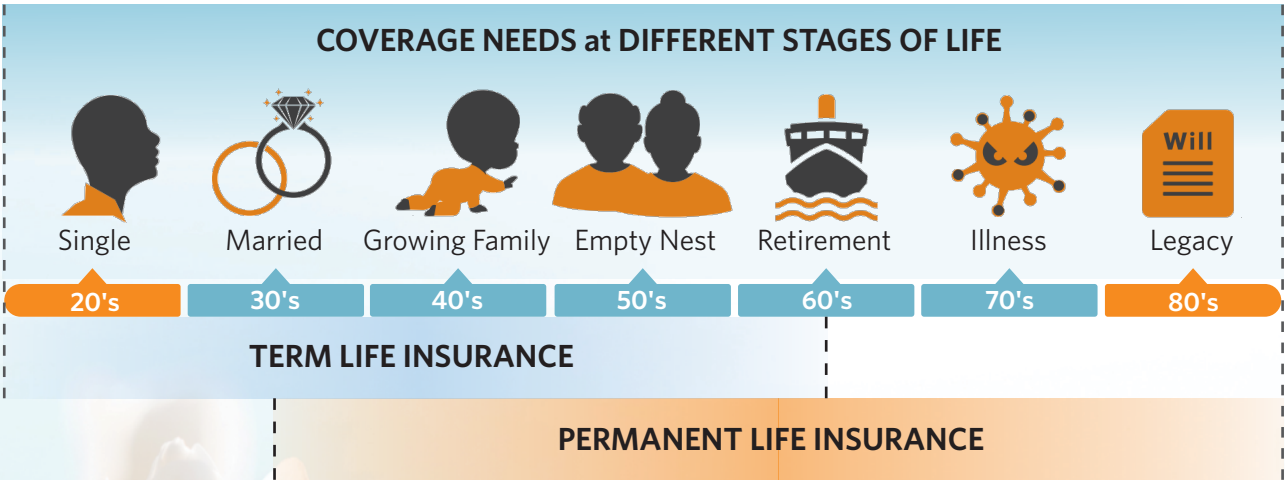 COVERAGE NEEDS at DIFFERENT STAGES OF LIFE
Will
Single Married Growing Family Empty Nest Retirement Illness Legacy
20's 30's 40's 50's 60's 70's 80's
TERM LIFE INSURANCE
PERMANENT LIFE INSURANCE